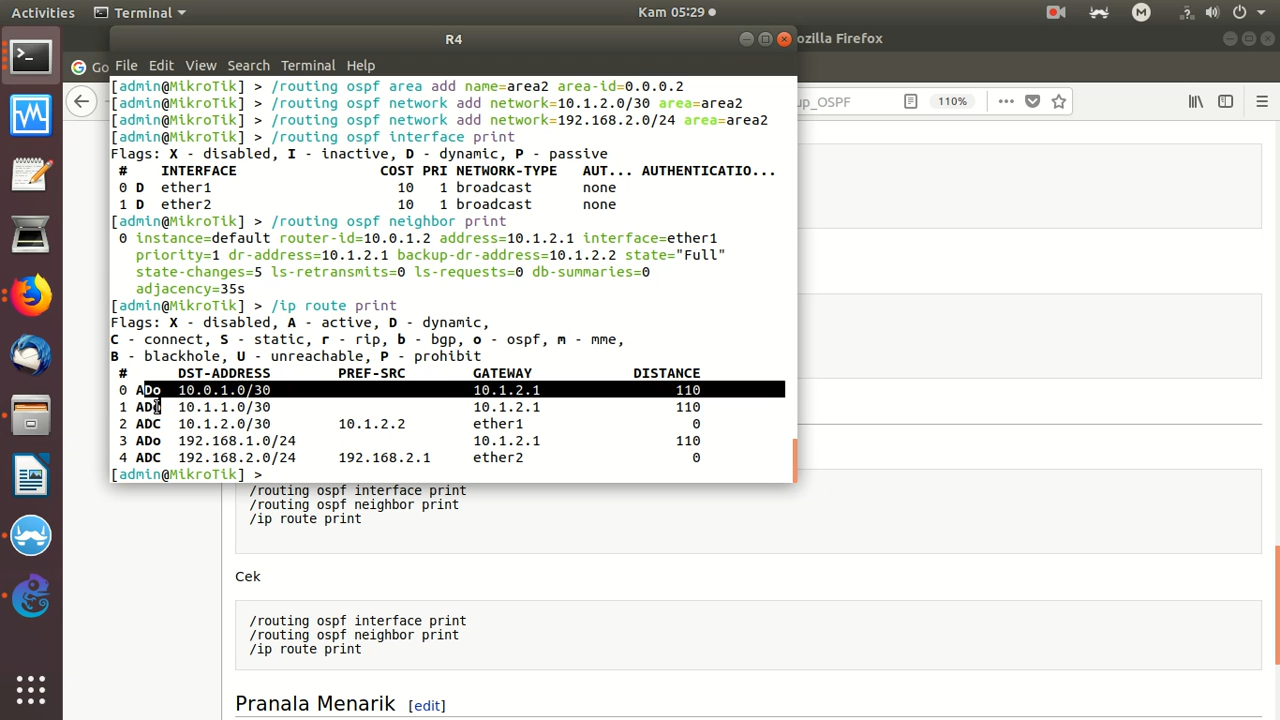 Activities Terminal Kam 05:29
R4
ozilla Firefox
File Edit View Search Terminal Help
Go
up_OSPF 110%
[admin@MikroTik] > /routing ospf area add name=area2 area-id=0.0.0.2
[admin@MikroTik] > /routing ospf network add network=10.1.2.0/30 area=area2
[admin@MikroTik] > /routing ospf network add network=192.168.2.0/24 area=area2
[admin@MikroTik] > /routing ospf interface print
Flags: X - disabled, I - inactive, D - dynamic, P - passive
# INTERFACE COST PRI NETWORK-TYPE AUT... AUTHENTICATIO...
0 D ether1 10 1 broadcast none
1 D ether2 10 1 broadcast none
[admin@MikroTik] > /routing ospf neighbor print
0 instance=default router-id=10.0.1.2 address=10.1.2.1 interface=ether1
priority=1 dr-address=10.1.2.1 backup-dr-address=10.1.2.2 state="Full"
state-changes=5 ls-retransmits=0 ls-requests=0 db-summaries=0
adjacency=35s
[admin@MikroTik] > /ip route print
Flags: X - disabled, A - active, D - dynamic,
C - connect, S - static, r - rip, b - bgp, o - ospf, m - mme,
B - blackhole, U - unreachable, P - prohibit
# DST-ADDRESS PREF-SRC GATEWAY DISTANCE
0 ADo 10.0.1.0/30 10.1.2.1 110
1 ADo 10.1.1.0/30 10.1.2.1 110
2 ADC 10.1.2.0/30 10.1.2.2 ether1 0
3 ADo 192.168.1.0/24 10.1.2.1 110
4 ADC 192.168.2.0/24 192.168.2.1 ether2 0
[admin@MikroTik] >
/routing ospf interface print
/routing ospf neighbor print
/ip route print
Cek
/routing ospf interface print
/routing ospf neighbor print
/ip route print
Pranala Menarik [edit]